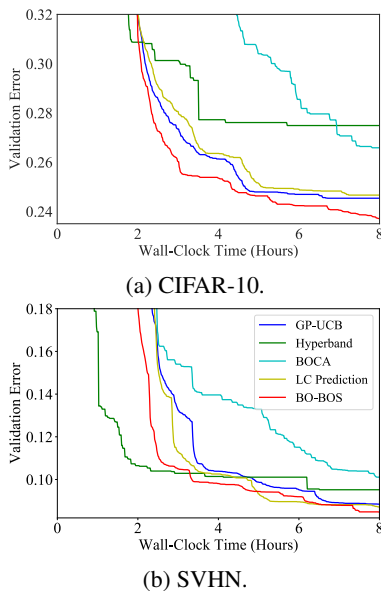 0.32
0.30
0.28
0.26
0.24
Validation Error
0 2 4 6 8
Wall-Clock Time (Hours)
(a) CIFAR-10.
0.18
0.16
0.14
0.12
0.10
Validation Error
GP-UCB
Hyperband
BOCA
LC Prediction
BO-BOS
0 2 4 6 8
Wall-Clock Time (Hours)
(b) SVHN.